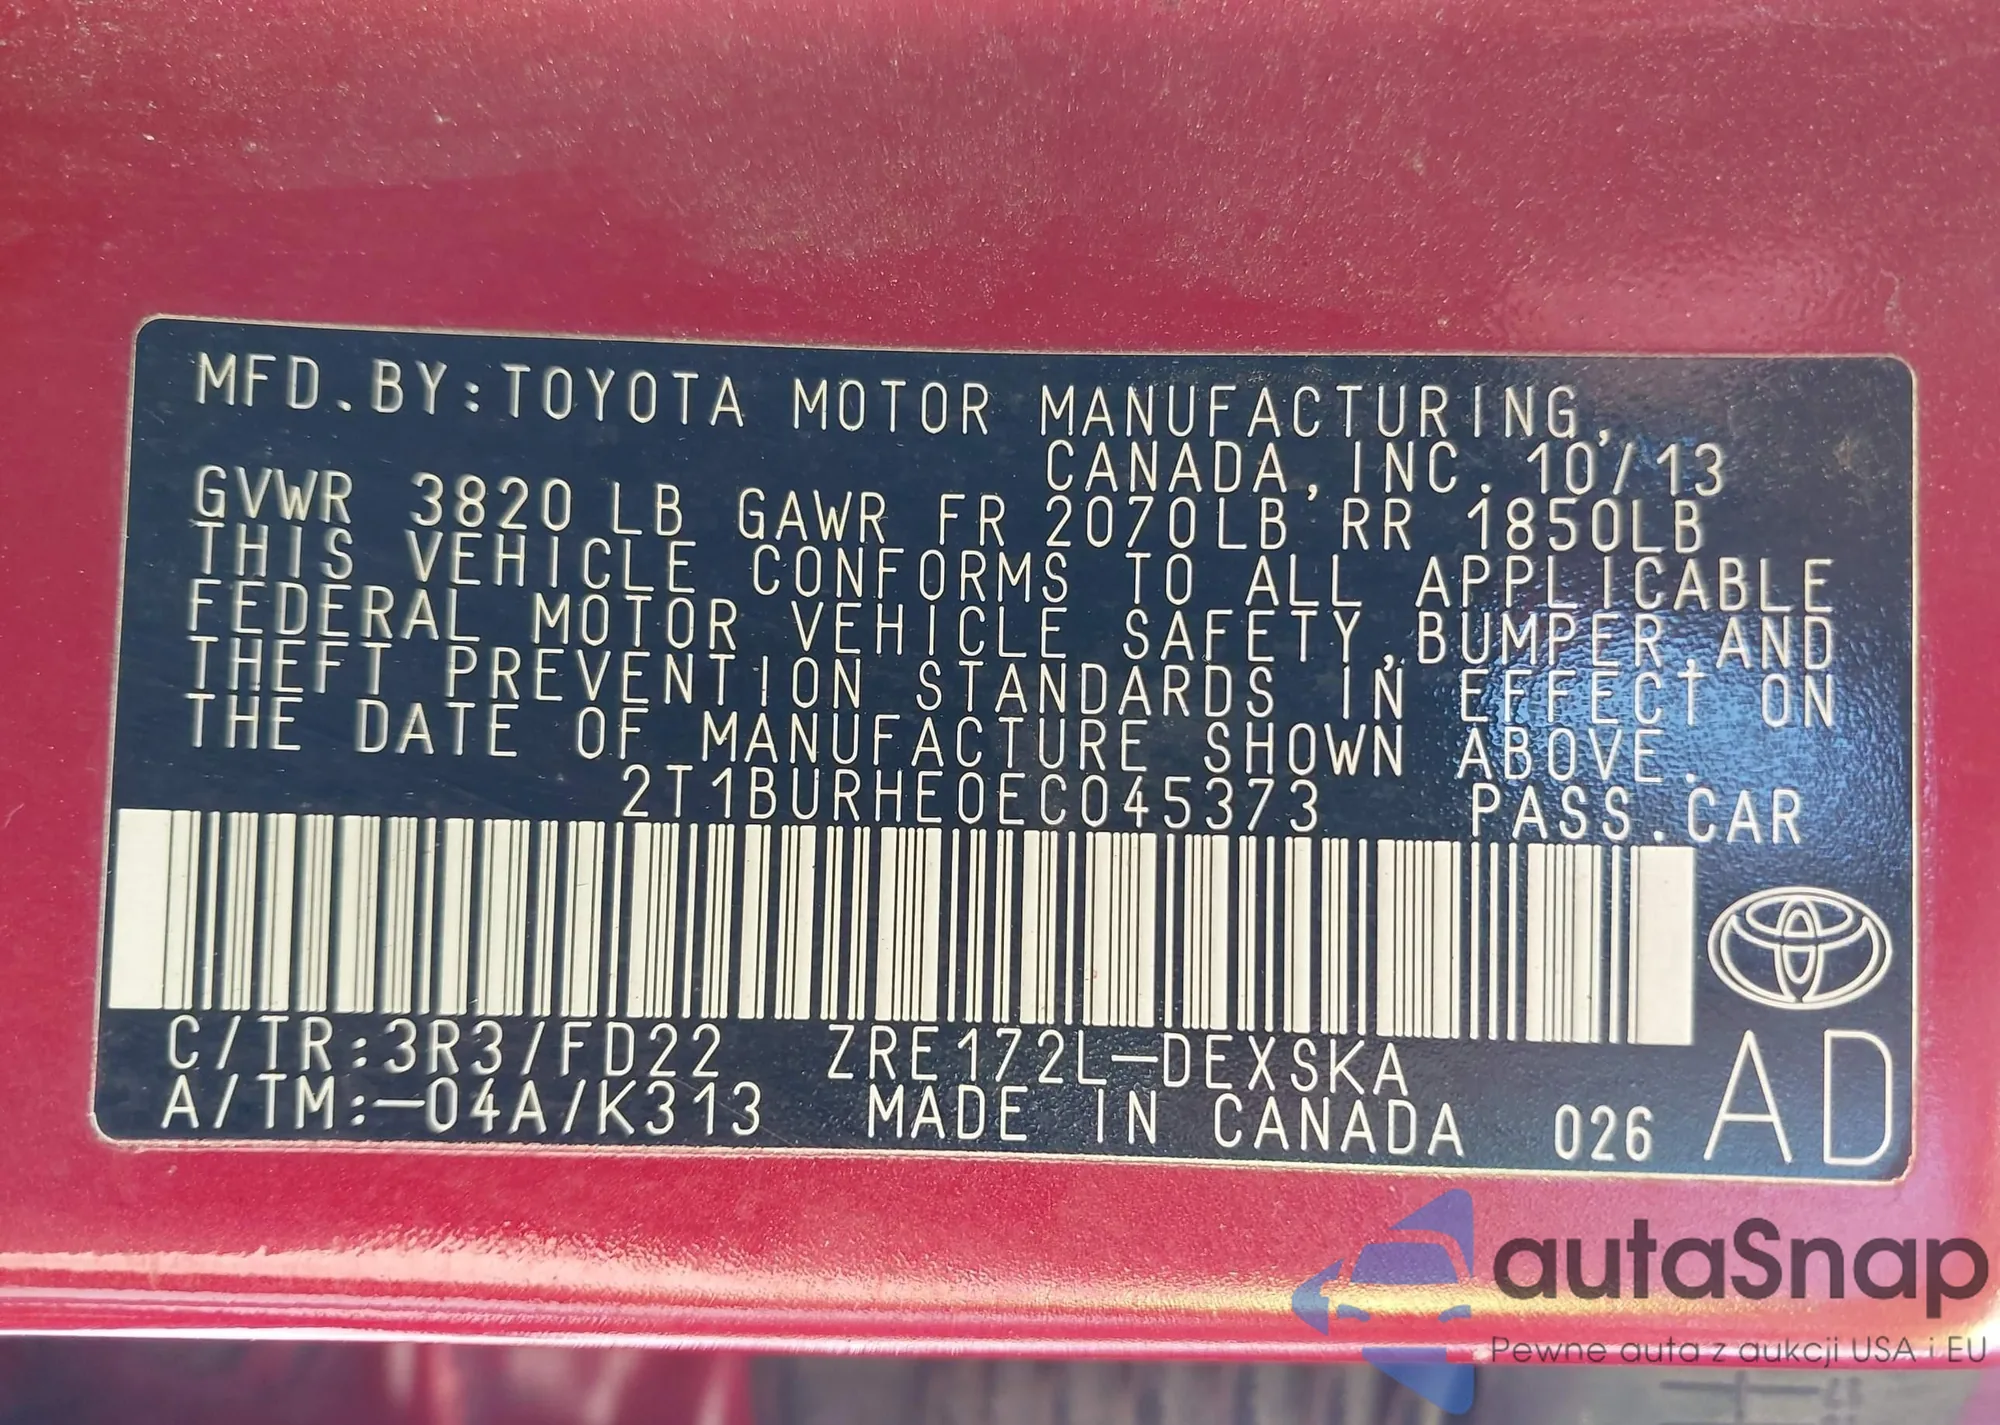 MFD.BY:TOYOTA MOTOR MANUFACTURING,
CANADA, INC. 10/13
GVWR 3820 LB GAWR FR 2070LB RR 1850LB
THIS VEHICLE CONFORMS TO ALL APPLICABLE
FEDERAL MOTOR VEHICLE SAFETY, BUMPER, AND
THEFT PREVENTION STANDARDS IN EFFECT ON
THE DATE OF MANUFACTURE SHOWN ABOVE.
2T1BURHE0EC045373 PASS.CAR
C/TR:3R3/FD22 ZRE172L-DEXSKA
A/TM:-04A/K313 MADE IN CANADA 026 AD
autaSnap
Pewne auta z aukcji USA i EU